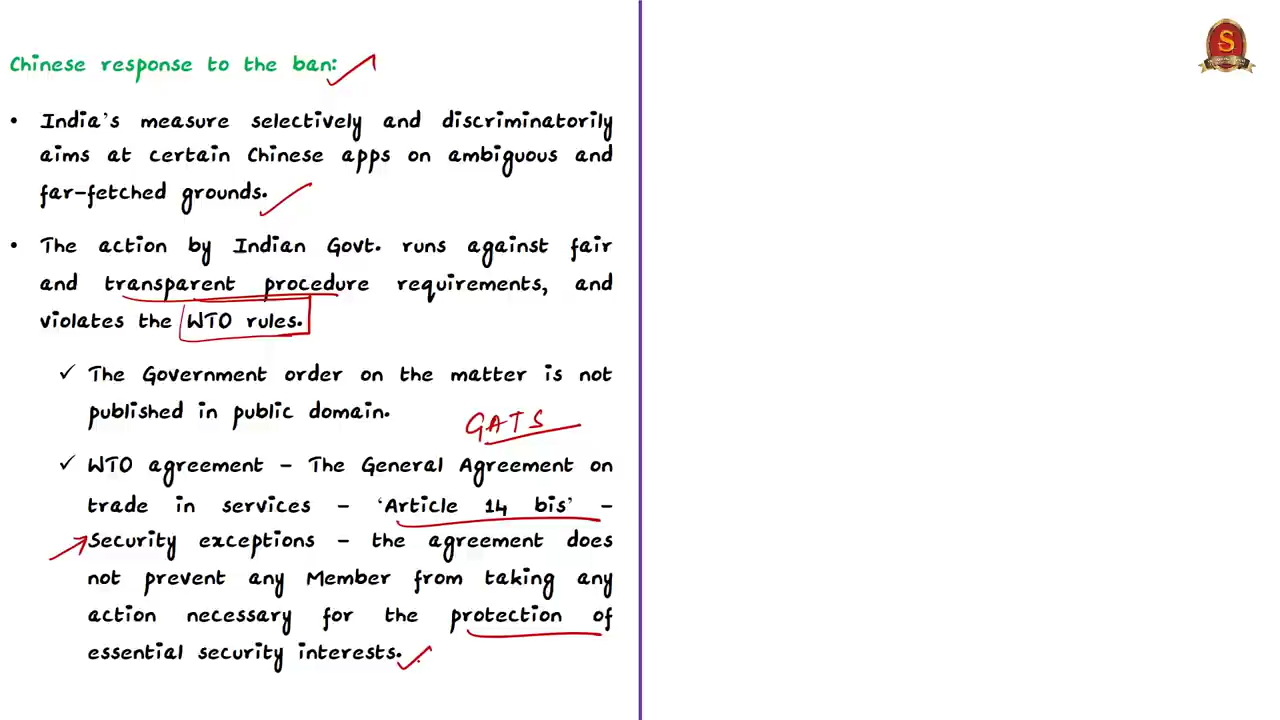 Chinese response to the ban:
• India's measure selectively and discriminatorily
aims at certain Chinese apps on ambiguous and
far-fetched grounds.
• The action by Indian Govt. runs against fair
and transparent procedure requirements, and
violates the WTO rules.
✓ The Government order on the matter is not
published in public domain.
GATS
✓ WTO agreement – The General Agreement on
trade in services – 'Article 14 bis' –
Security exceptions – the agreement does
not prevent any Member from taking any
action necessary for the protection of
essential security interests.
S